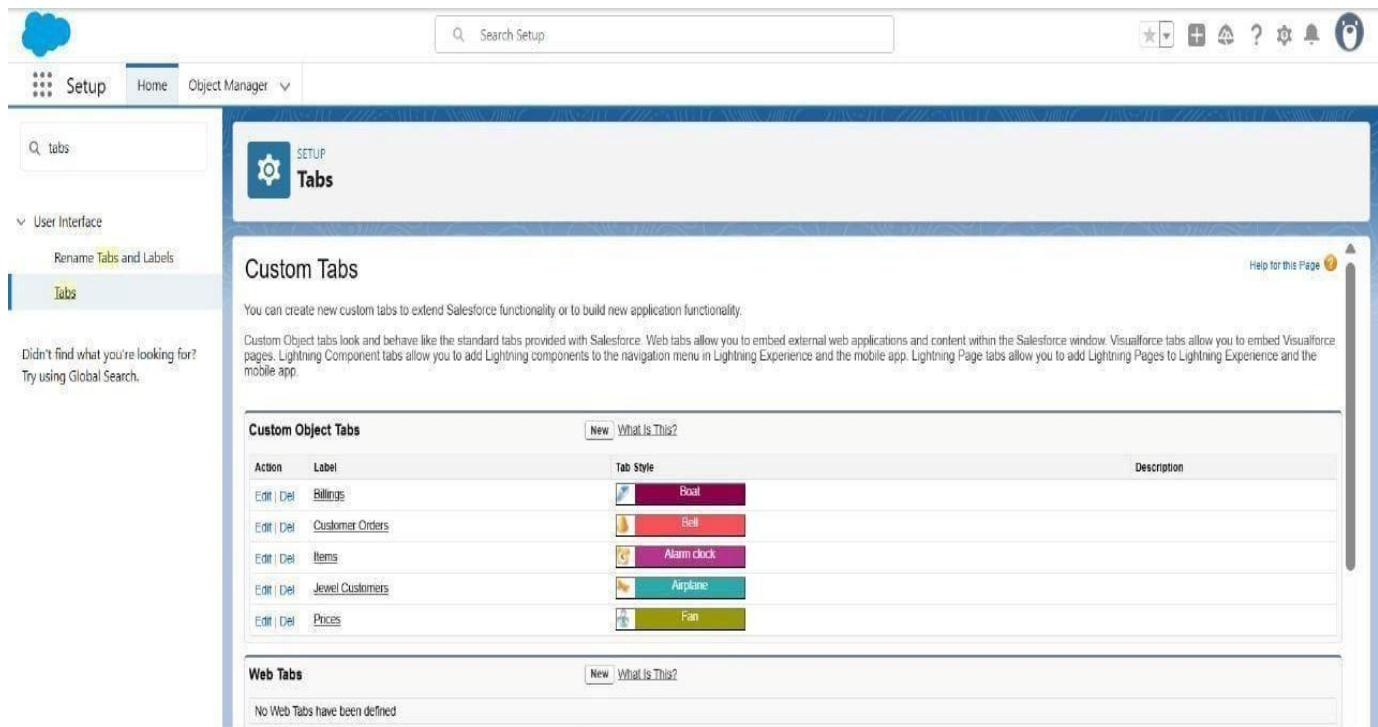 Search Setup
Setup
Home
Object Manager
tabs
User Interface
Rename Tabs and Labels
Tabs
Didn't find what you're looking for?
Try using Global Search.
SETUP
Tabs
Custom Tabs
Help for this Page
You can create new custom tabs to extend Salesforce functionality or to build new application functionality.
Custom Object tabs look and behave like the standard tabs provided with Salesforce. Web tabs allow you to embed external web applications and content within the Salesforce window. Visualforce tabs allow you to embed Visualforce
pages. Lightning Component tabs allow you to add Lightning components to the navigation menu in Lightning Experience and the mobile app. Lightning Page tabs allow you to add Lightning Pages to Lightning Experience and the
mobile app.
Custom Object Tabs New What Is This?
Action Label Tab Style Description
Edit | Del Billings Boat
Edit | Del Customer Orders Bell
Edit | Del Items Alarm clock
Edit | Del Jewel Customers Airplane
Edit | Del Prices Fan
Web Tabs New What Is This?
No Web Tabs have been defined